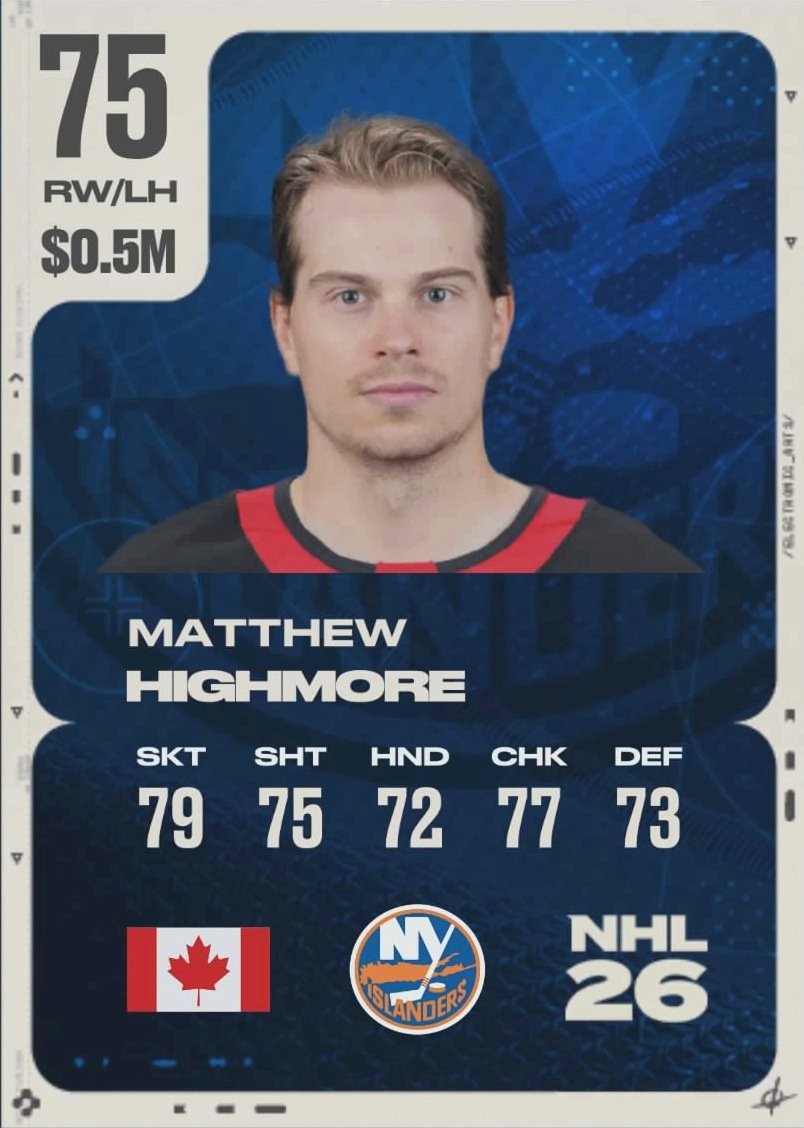 75
RW/LH
$0.5M
MATTHEW
HIGHMORE
SKT SHT HND CHK DEF
79 75 72 77 73
NY
ISLANDERS
NHL
26